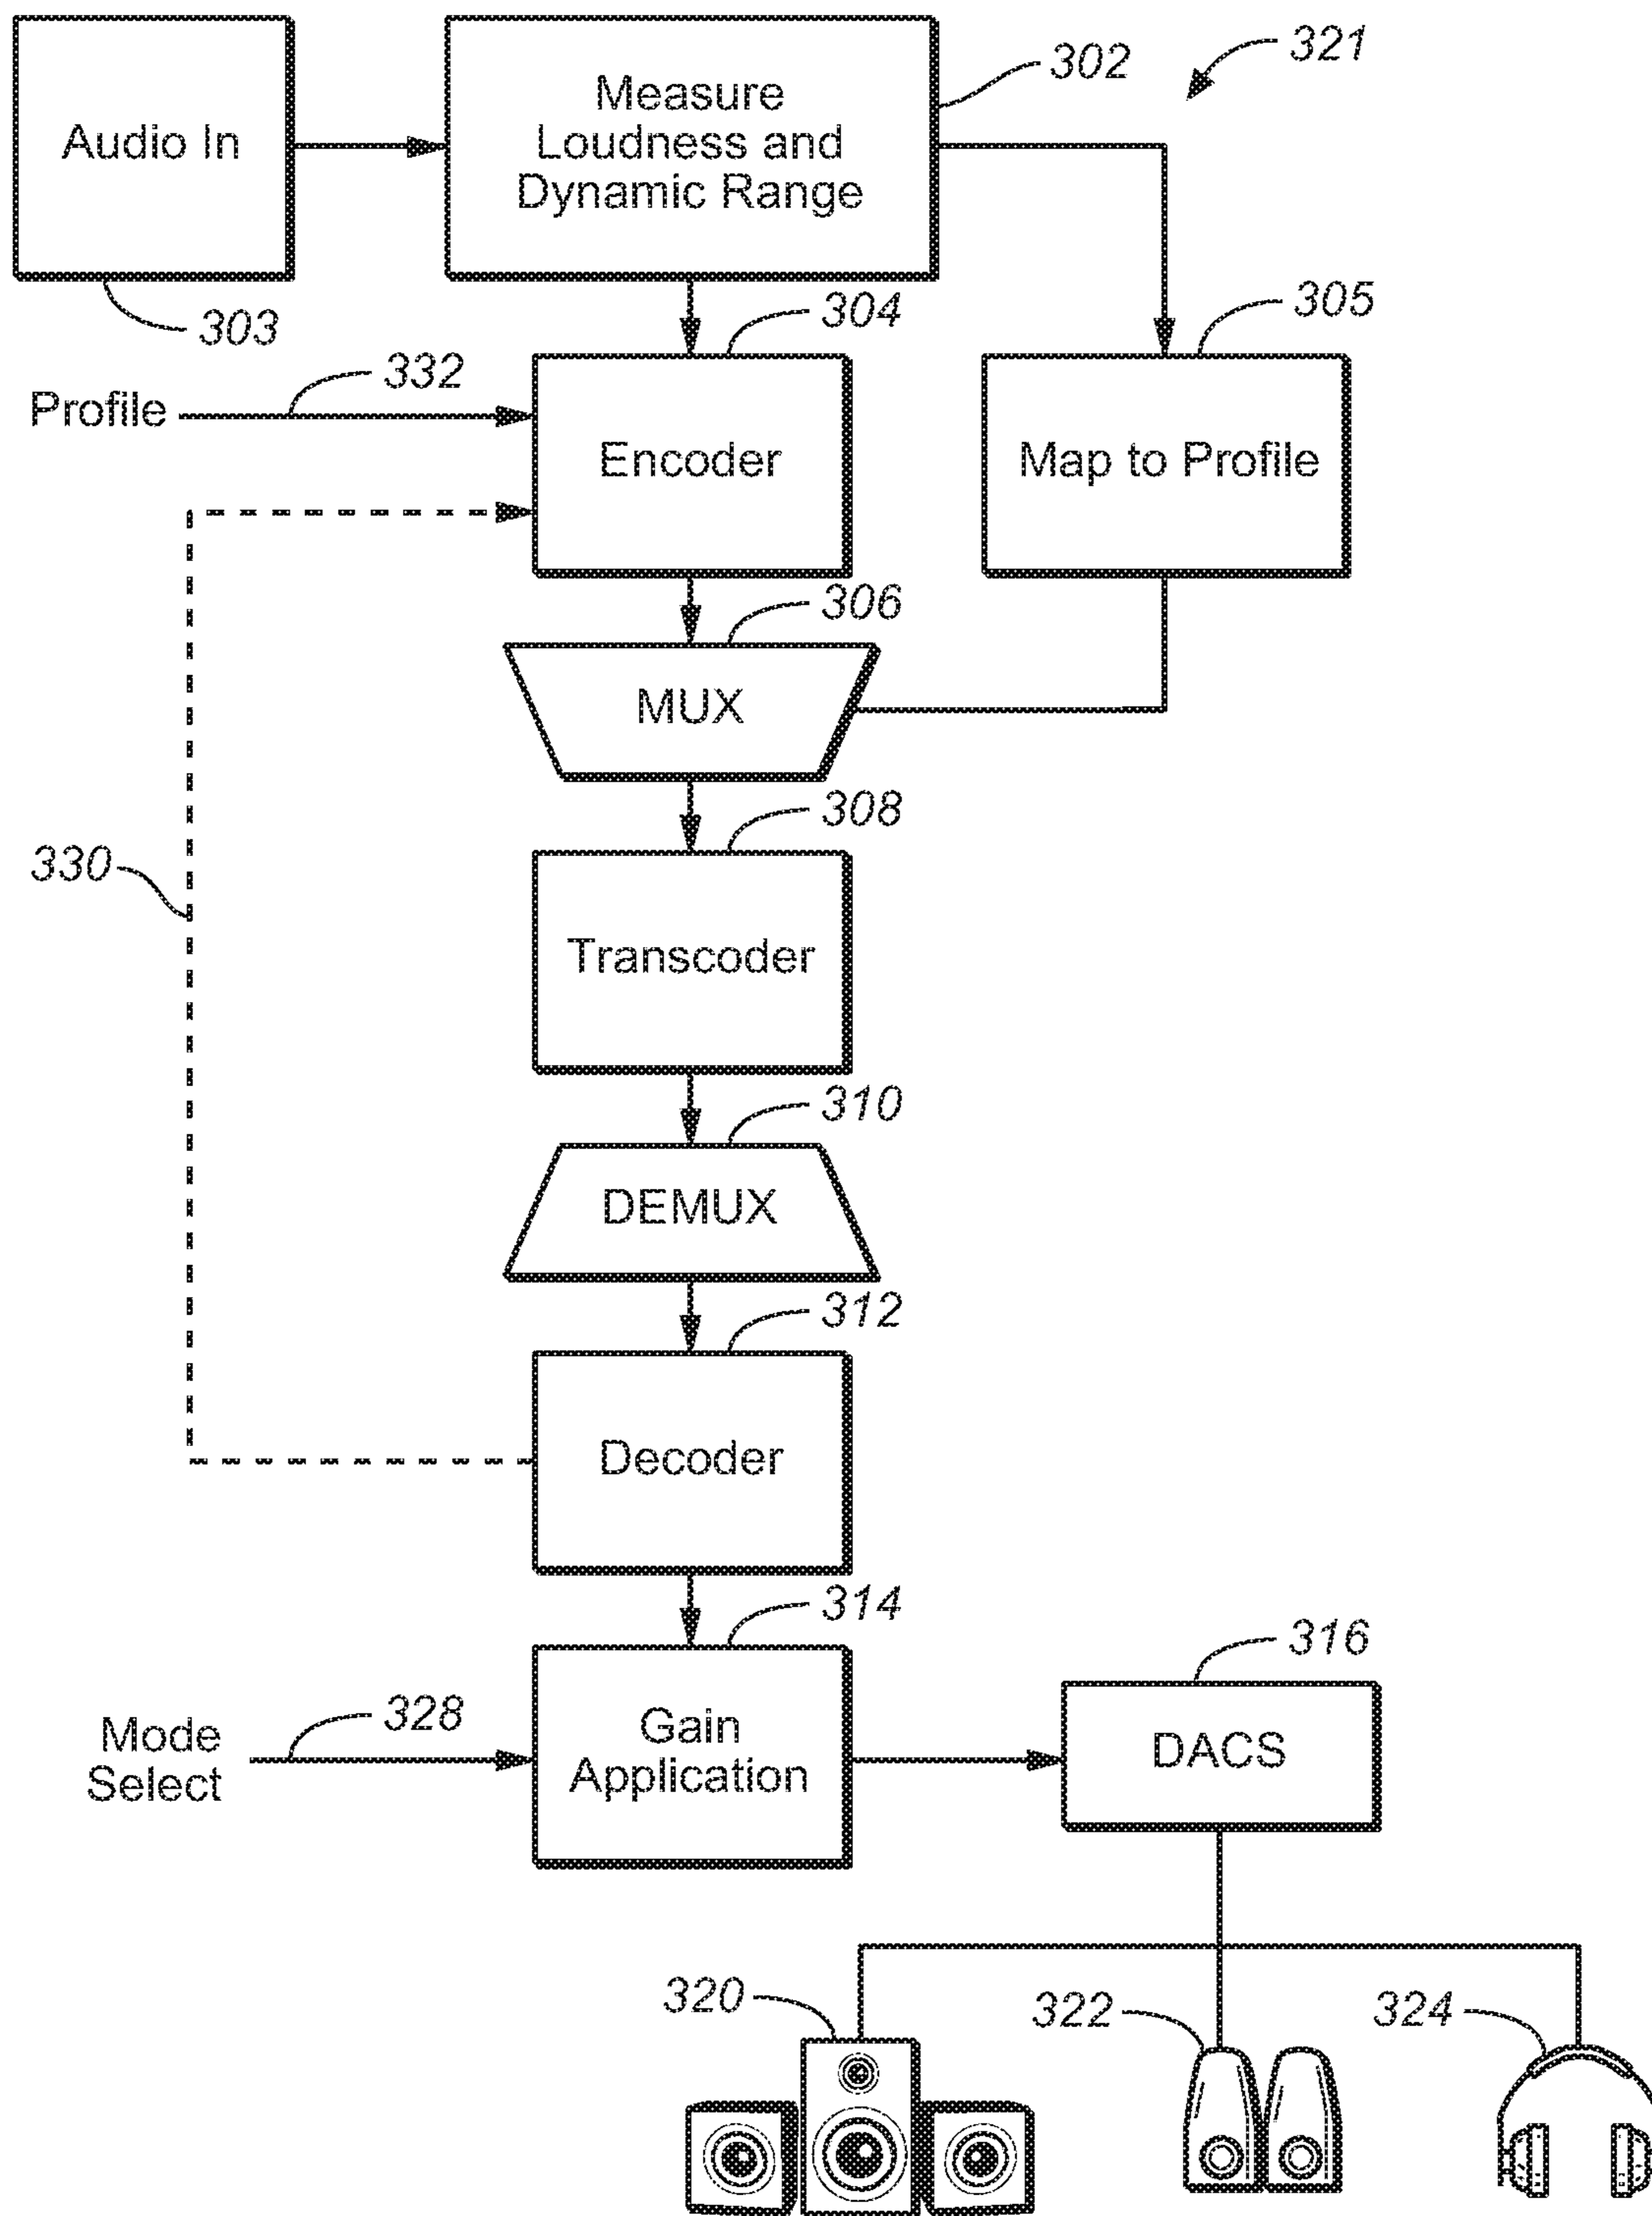 321
302
Audio In
Measure
Loudness and
Dynamic Range
303
304
305
Profile
332
Encoder
Map to Profile
306
MUX
308
330
Transcoder
310
DEMUX
312
Decoder
314
316
Mode
Select
328
Gain
Application
DACS
320
322
324